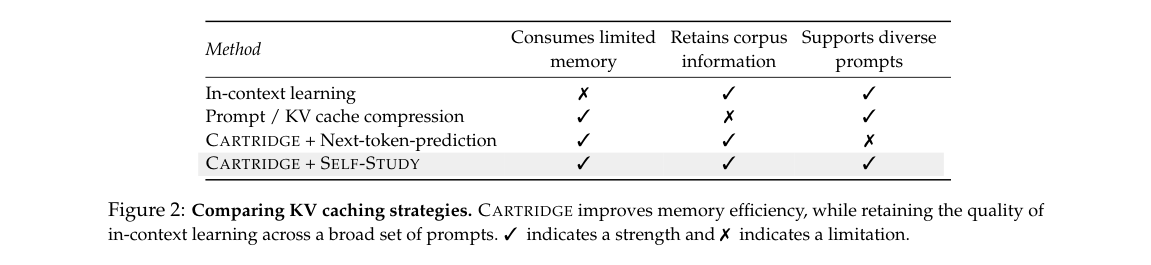 Method Consumes limited memory Retains corpus information Supports diverse prompts
In-context learning ✗ ✓ ✓
Prompt / KV cache compression ✓ ✗ ✓
CARTRIDGE + Next-token-prediction ✓ ✓ ✗
CARTRIDGE + SELF-STUDY ✓ ✓ ✓
Figure 2: Comparing KV caching strategies. CARTRIDGE improves memory efficiency, while retaining the quality of
in-context learning across a broad set of prompts. ✓ indicates a strength and ✗ indicates a limitation.